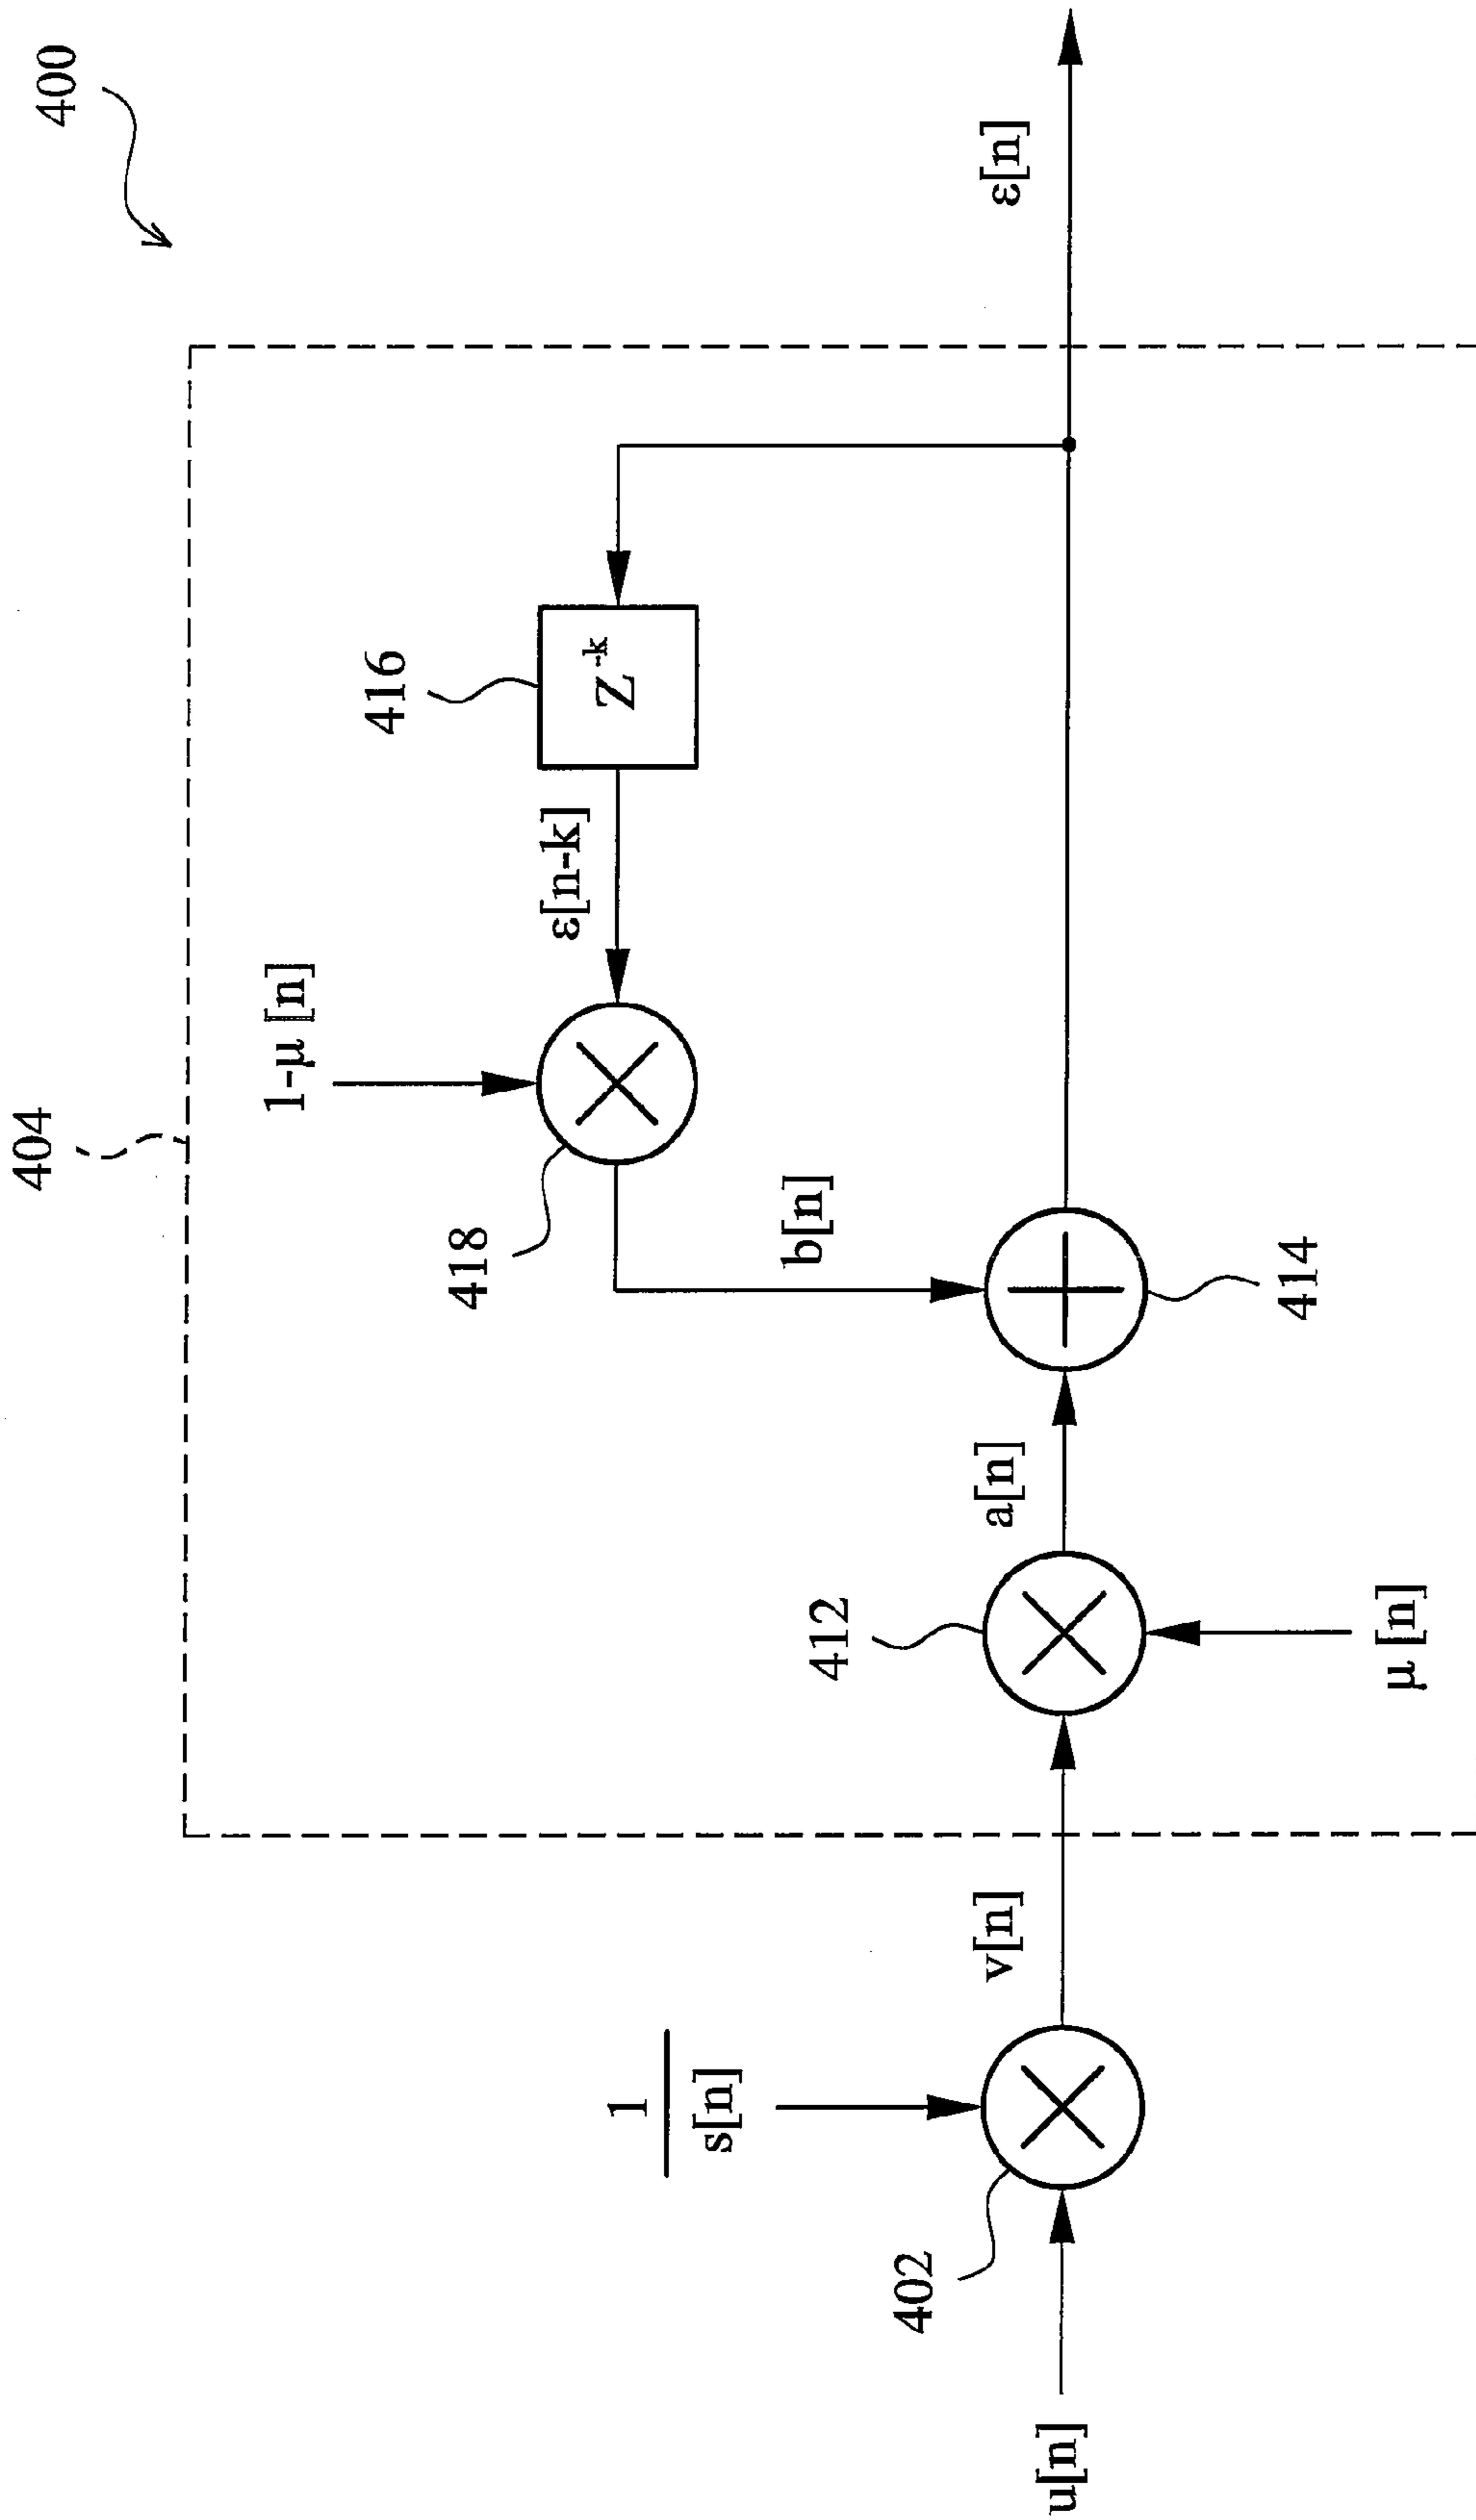 400
404
1-μ[n]
416
z^-k
418
ε[n-k]
b[n]
ε[n]
1
s[n]
402
412
v[n]
a[n]
u[n]
414
μ[n]